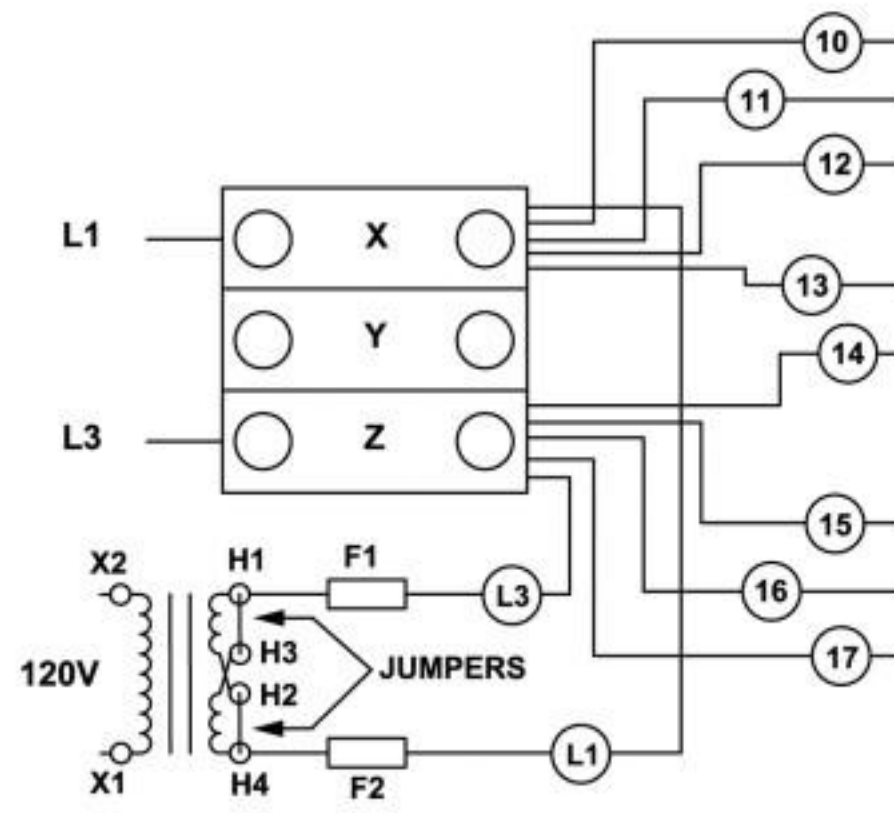 10
11
12
L1 X
13
Y
14
L3 Z
15
X2 H1 F1
L3 16
H3
120V JUMPERS 17
H2
L1
X1 H4 F2